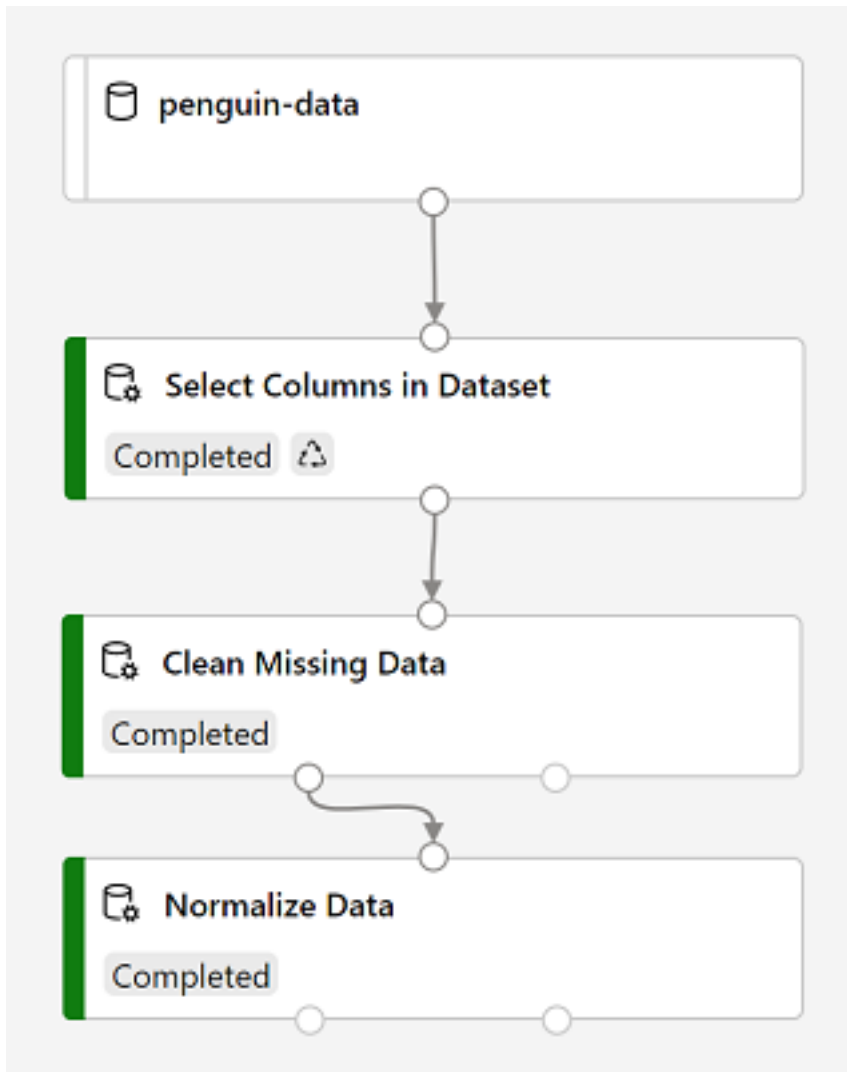 penguin-data
Select Columns in Dataset
Completed
Clean Missing Data
Completed
Normalize Data
Completed